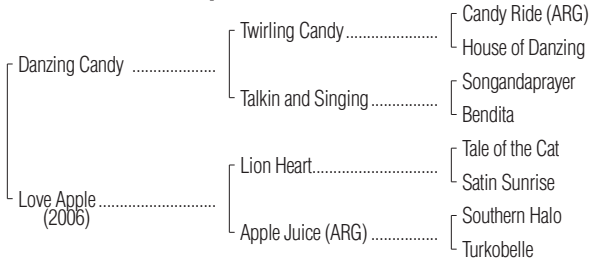 Candy Ride (ARG)
Twirling Candy....................
House of Danzing
Danzing Candy ..................
Songandaprayer
Talkin and Singing...............
Bendita
Tale of the Cat
Lion Heart...........................
Satin Sunrise
Love Apple.........................
(2006)
Southern Halo
Apple Juice (ARG) ..............
Turkobelle